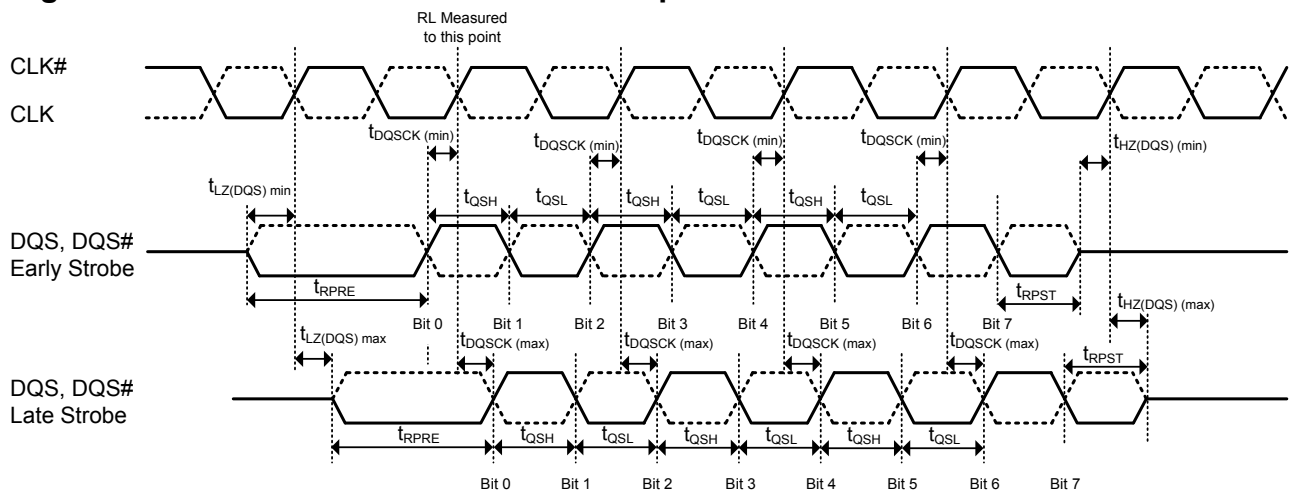 RL Measured
to this point
CLK#
CLK
tDQSCK (min) tDQSCK (min) tDQSCK (min) tDQSCK (min) tHZ(DQS) (min)
tLZ(DQS) min
tQSH tQSL tQSH tQSL tQSH tQSL
DQS, DQS#
Early Strobe
tRPRE tRPST
Bit 0 Bit 1 Bit 2 Bit 3 Bit 4 Bit 5 Bit 6 Bit 7 tHZ(DQS) (max)
tLZ(DQS) max tDQSCK (max) tDQSCK (max) tDQSCK (max) tDQSCK (max) tRPST
DQS, DQS#
Late Strobe
tRPRE tQSH tQSL tQSH tQSL tQSH tQSL
Bit 0 Bit 1 Bit 2 Bit 3 Bit 4 Bit 5 Bit 6 Bit 7